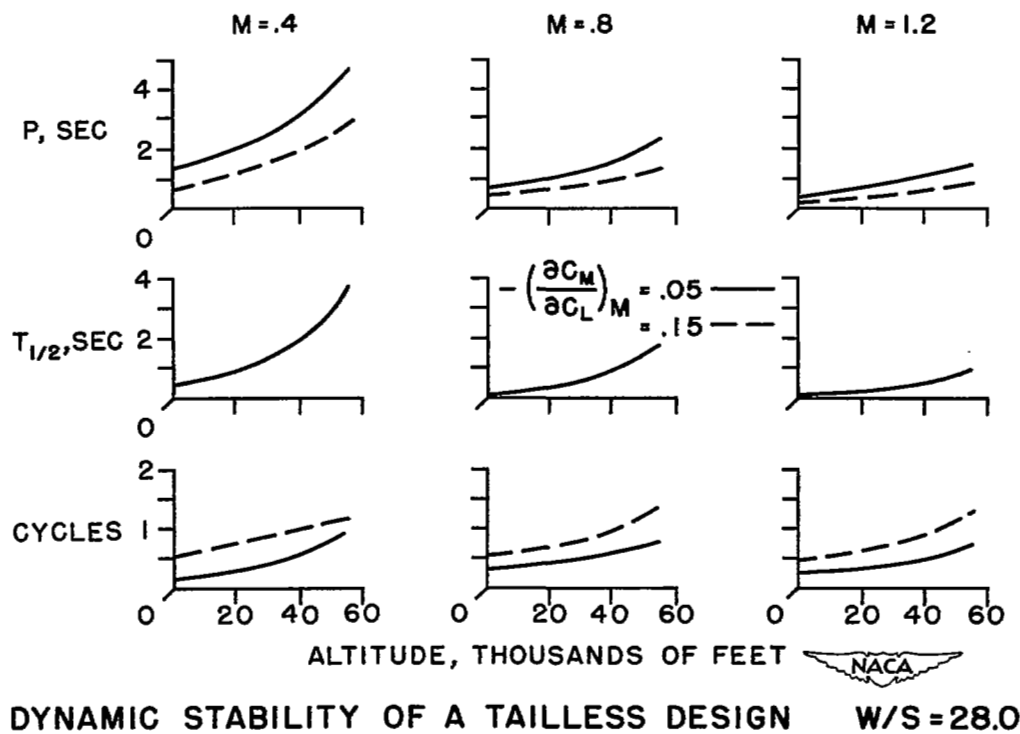 M=.4 M=.8 M=1.2
P, SEC
4
2
0
T1/2, SEC
4
2
0
-(∂CM/∂CL)M = .05
= .15
CYCLES
2
1
0 20 40 60 0 20 40 60 0 20 40 60
ALTITUDE, THOUSANDS OF FEET
NACA
DYNAMIC STABILITY OF A TAILLESS DESIGN W/S=28.0